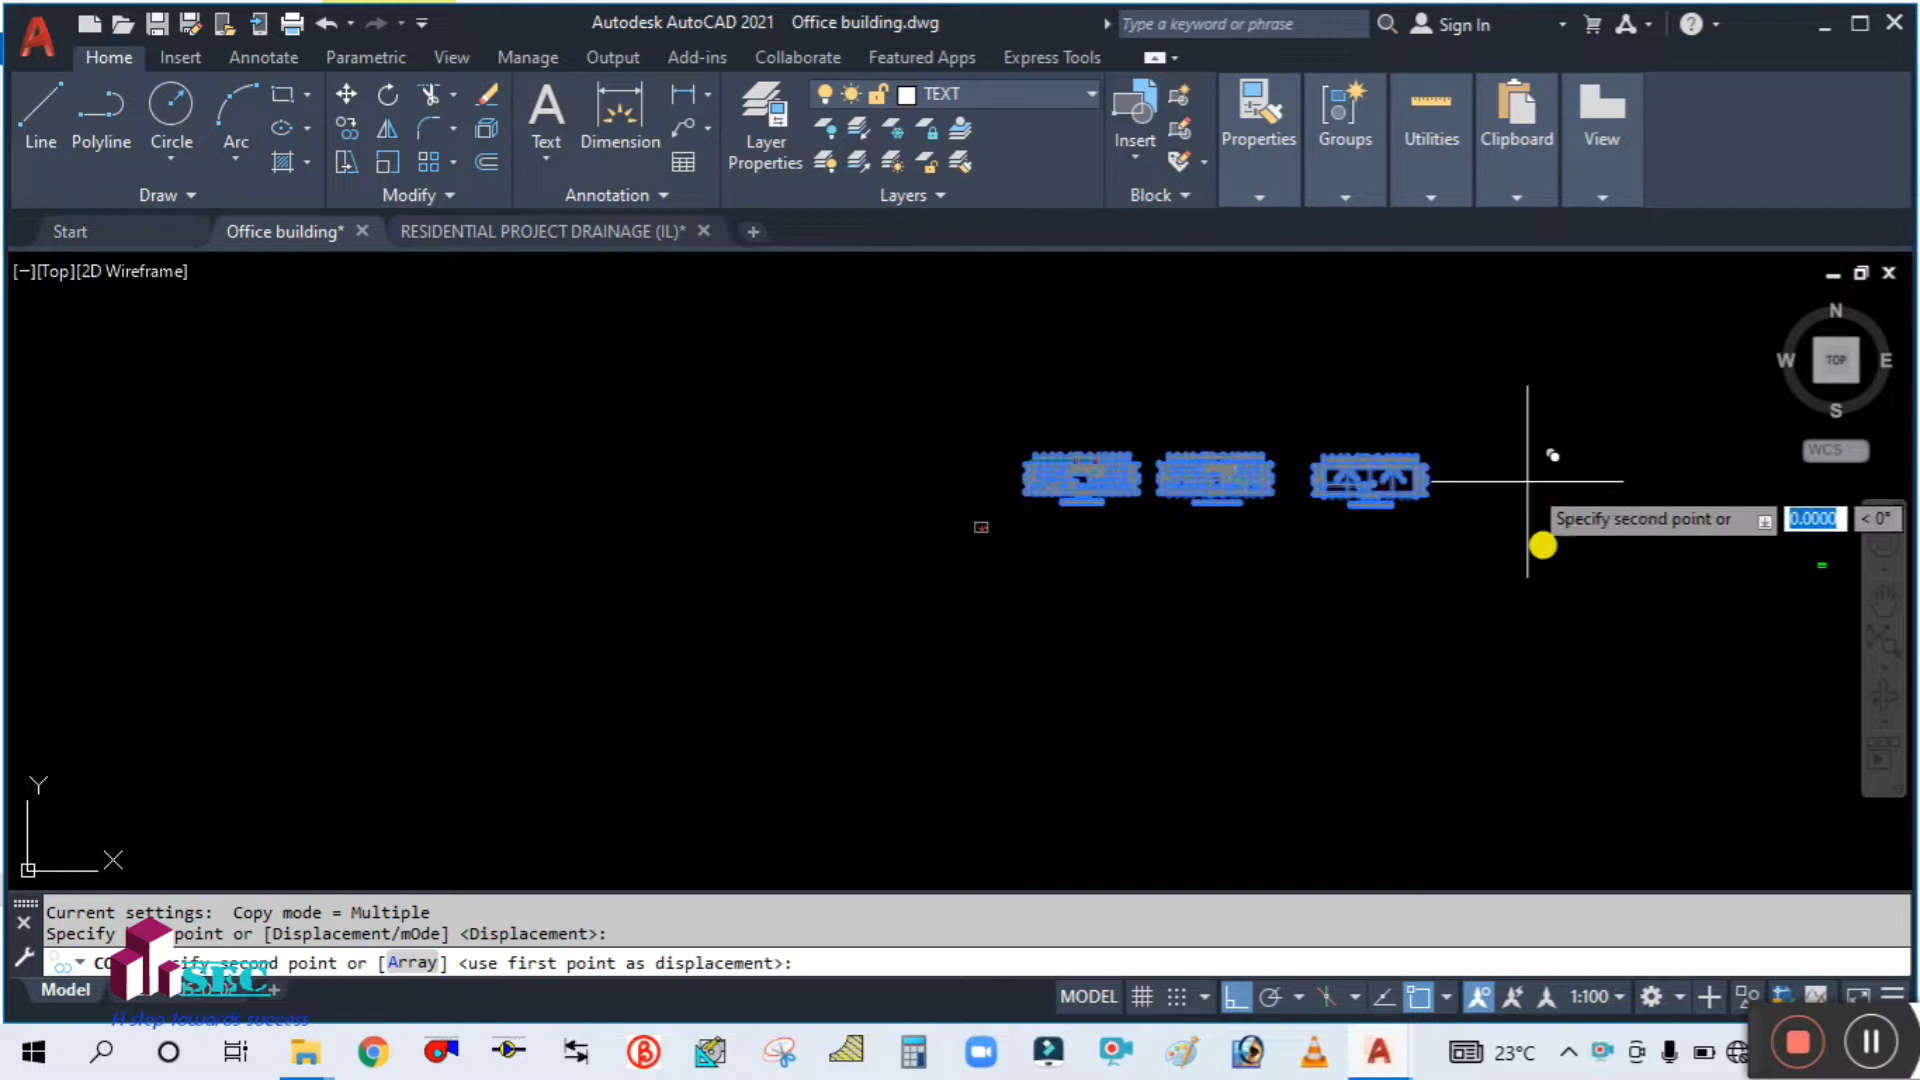 Autodesk AutoCAD 2021 Office building.dwg
Type a keyword or phrase
Sign In
Home Insert Annotate Parametric View Manage Output Add-ins Collaborate Featured Apps Express Tools
TEXT
Line Polyline Circle Arc
Text Dimension
Layer Properties
Insert
Properties Groups Utilities Clipboard View
Draw Modify Annotation Layers Block
Start Office building* RESIDENTIAL PROJECT DRAINAGE (IL)*
[−][Top][2D Wireframe]
N
W TOP E
S
WCS
Specify second point or 0.0000 < 0°
Y
X
Current settings: Copy mode = Multiple
Specify point or [Displacement/mOde] <Displacement>:
second point or [Array] <use first point as displacement>:
SFC
A step towards success
Model
MODEL 1:100
23°C